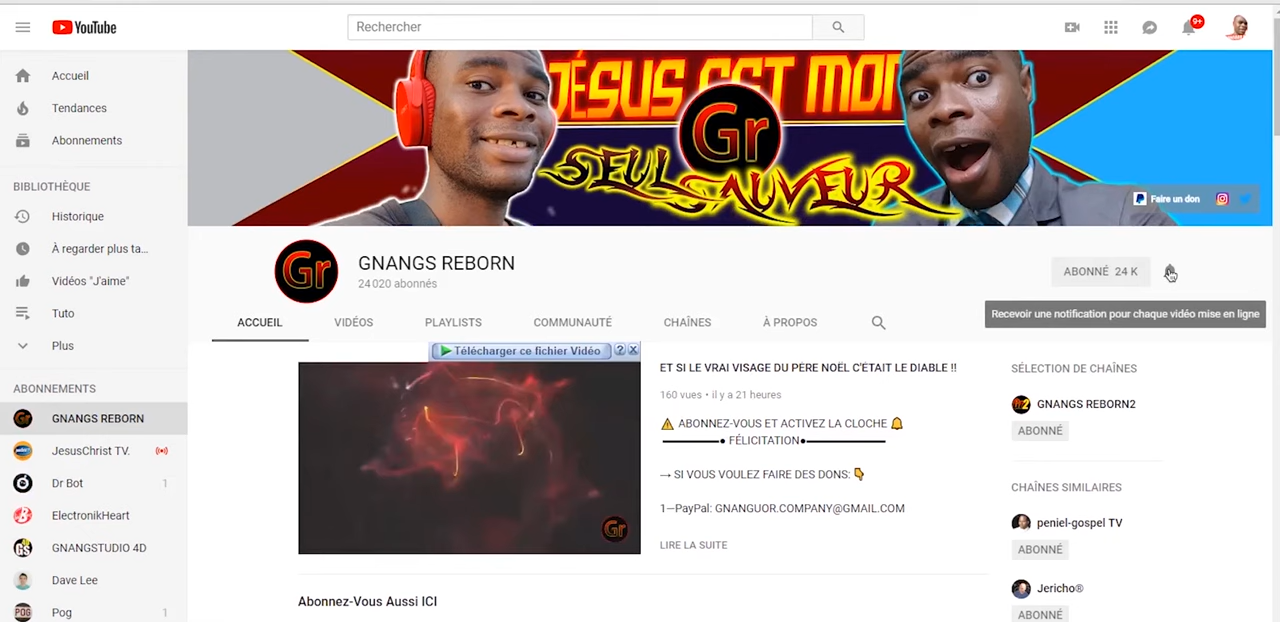 YouTube
Rechercher
9+
Accueil
Tendances
Abonnements
BIBLIOTHÈQUE
Historique
À regarder plus ta...
Vidéos "J'aime"
Tuto
Plus
ABONNEMENTS
GNANGS REBORN
JesusChrist TV.
Dr Bot 1
ElectronikHeart
GNANGSTUDIO 4D
Dave Lee
Pog 1
JÉSUS EST MON
Gr
SEUL SAUVEUR
Faire un don
Gr
GNANGS REBORN
24 020 abonnés
ABONNÉ 24 K
Recevoir une notification pour chaque vidéo mise en ligne
ACCUEIL VIDÉOS PLAYLISTS COMMUNAUTÉ CHAÎNES À PROPOS
Télécharger ce fichier Vidéo ? X
Gr
ET SI LE VRAI VISAGE DU PÈRE NOËL C'ÉTAIT LE DIABLE !!
160 vues • il y a 21 heures
⚠ ABONNEZ-VOUS ET ACTIVEZ LA CLOCHE 🔔
━━━━━━━● FÉLICITATION●━━━━━━━━━
→ SI VOUS VOULEZ FAIRE DES DONS: 👇
1—PayPal: GNANGUOR.COMPANY@GMAIL.COM
LIRE LA SUITE
Abonnez-Vous Aussi ICI
SÉLECTION DE CHAÎNES
GNANGS REBORN2
ABONNÉ
CHAÎNES SIMILAIRES
peniel-gospel TV
ABONNÉ
Jericho®
ABONNÉ